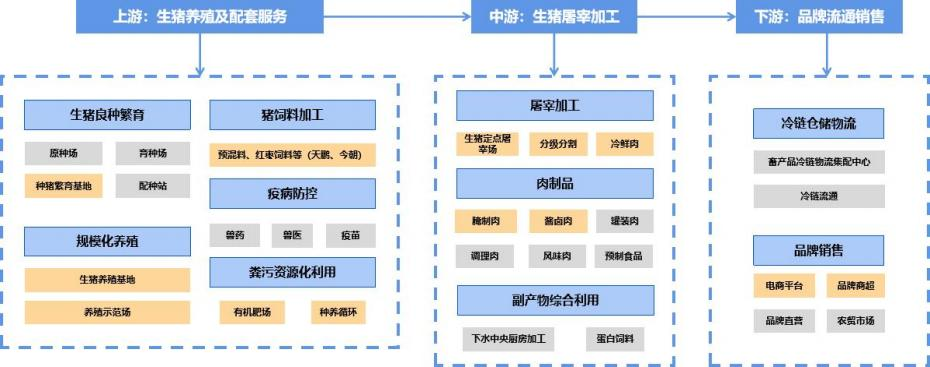 上游：生猪养殖及配套服务
中游：生猪屠宰加工
下游：品牌流通销售
生猪良种繁育
原种场
育种场
种猪繁育基地
配种站
规模化养殖
生猪养殖基地
养殖示范场
猪饲料加工
预混料、红枣饲料等（天鹏、今朝）
疫病防控
兽药
兽医
疫苗
粪污资源化利用
有机肥场
种养循环
屠宰加工
生猪定点屠
宰场
分级分割
冷鲜肉
肉制品
腌制肉
酱卤肉
罐装肉
调理肉
风味肉
预制食品
副产物综合利用
下水中央厨房加工
蛋白饲料
冷链仓储物流
畜产品冷链物流集配中心
冷链流通
品牌销售
电商平台
品牌商超
品牌直营
农贸市场